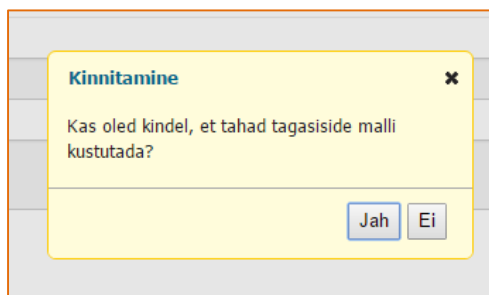 Kinnitamine
Kas oled kindel, et tahad tagasiside malli
kustutada?
Jah Ei